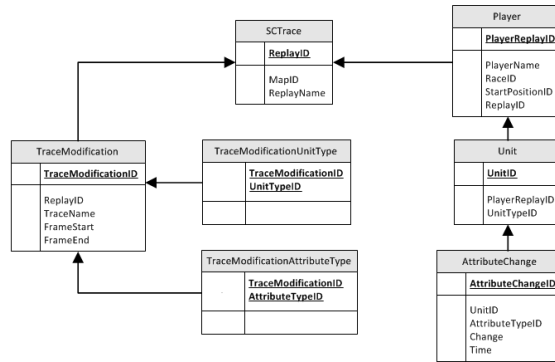 SCTrace
ReplayID
MapID
ReplayName
Player
PlayerReplayID
PlayerName
RaceID
StartPositionID
ReplayID
TraceModification
TraceModificationID
ReplayID
TraceName
FrameStart
FrameEnd
TraceModificationUnitType
TraceModificationID
UnitTypeID
Unit
UnitID
PlayerReplayID
UnitTypeID
TraceModificationAttributeType
TraceModificationID
AttributeTypeID
AttributeChange
AttributeChangeID
UnitID
AttributeTypeID
Change
Time